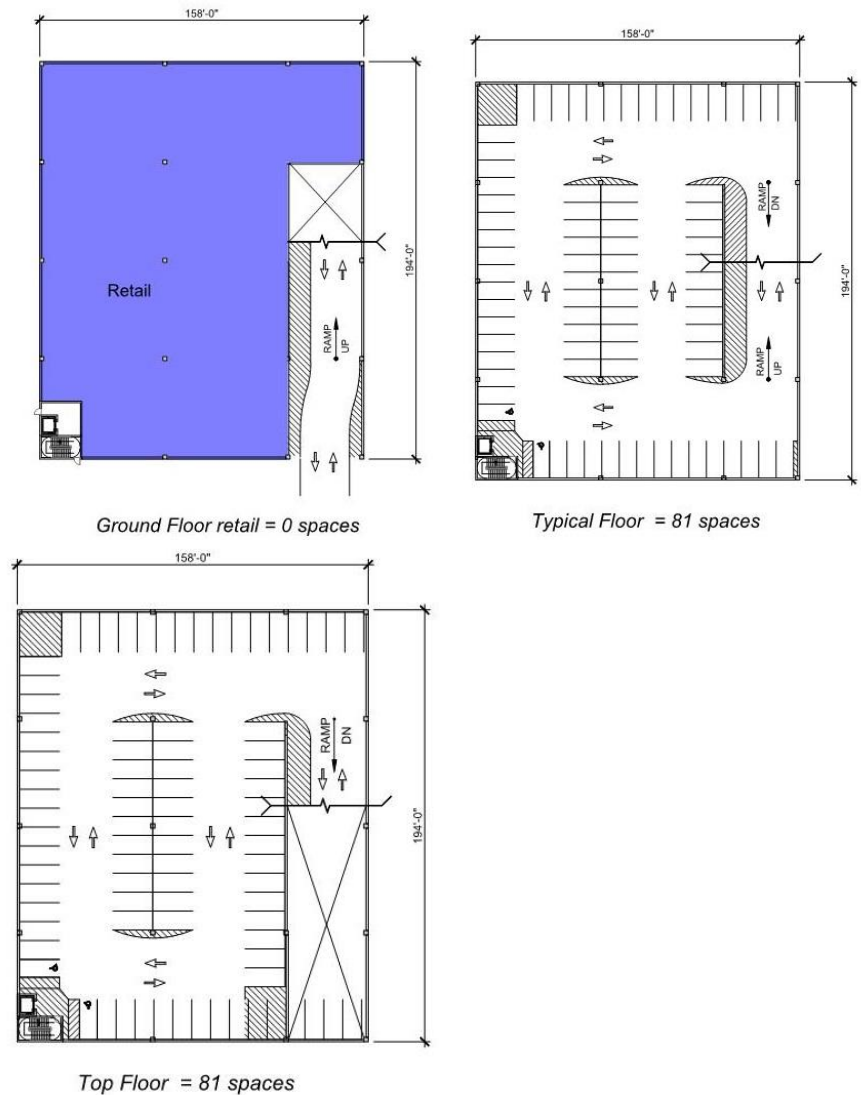 158'-0"
194'-0"
Retail
RAMP
UP
Ground Floor retail = 0 spaces
158'-0"
194'-0"
RAMP
DN
RAMP
UP
Typical Floor = 81 spaces
158'-0"
194'-0"
RAMP
DN
Top Floor = 81 spaces